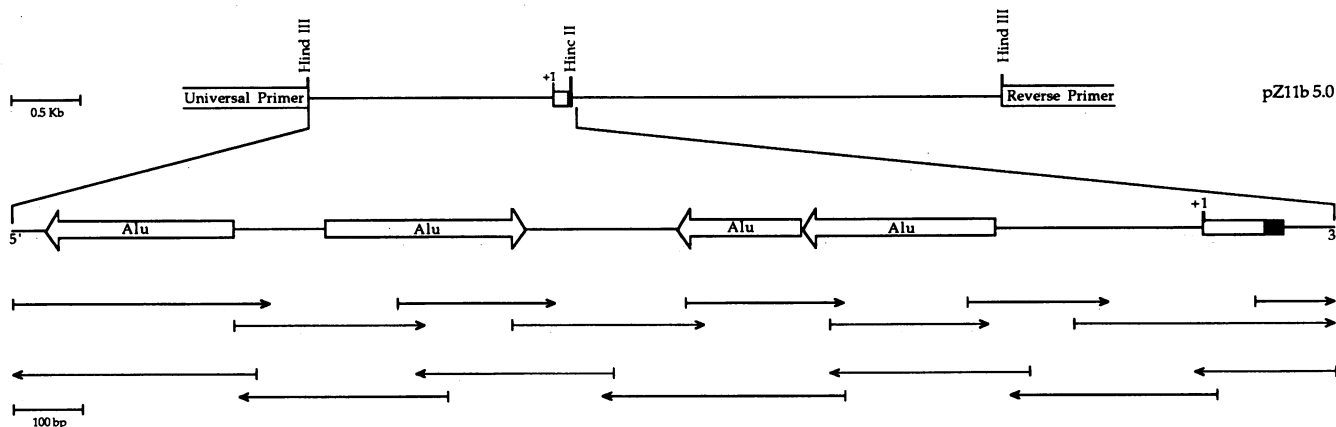 Hind III
Hinc II
Hind III
+1
Universal Primer
Reverse Primer
pZ11b 5.0
0.5 Kb
+1
Alu
Alu
Alu
Alu
5'
3
100 bp